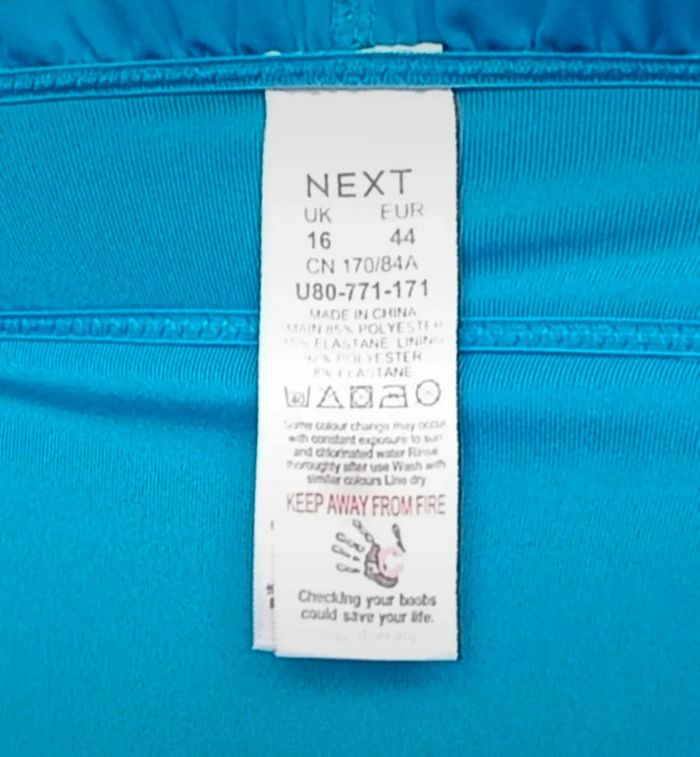 NEXT
UK EUR
16 44
CN 170/84A
U80-771-171
MADE IN CHINA
MAIN 85% POLYESTER
15% ELASTANE LINING
92% POLYESTER
8% ELASTANE
40
Some colour change may occur
with constant exposure to sun
and chlorinated water Rinse
thoroughly after use Wash with
similar colours Line dry
KEEP AWAY FROM FIRE
Checking your boobs
could save your life.